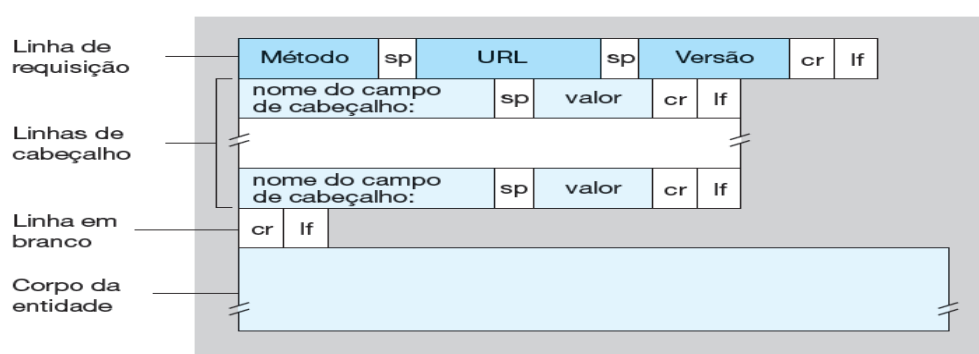 Linha de
requisição
Método sp URL sp Versão cr lf
nome do campo
de cabeçalho: sp valor cr lf
Linhas de
cabeçalho
nome do campo
de cabeçalho: sp valor cr lf
Linha em
branco
cr lf
Corpo da
entidade